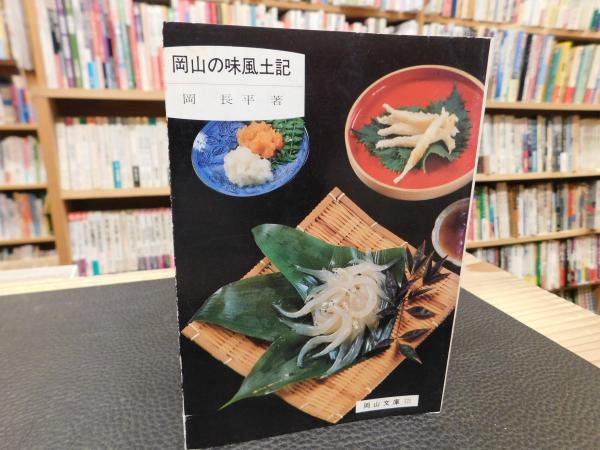 岡山の味風土記
岡 長平 著
岡山文庫